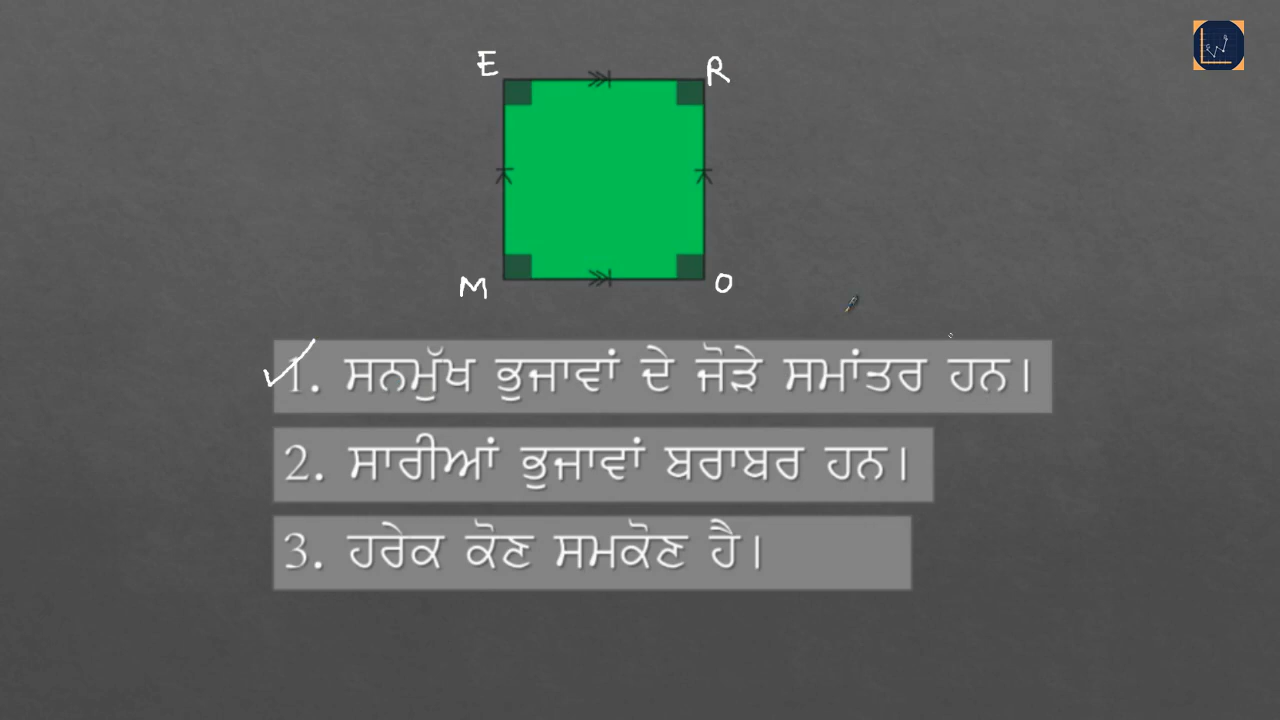 E R
M O
1. ਸਨਮੁੱਖ ਭੁਜਾਵਾਂ ਦੇ ਜੋੜੇ ਸਮਾਂਤਰ ਹਨ।
2. ਸਾਰੀਆਂ ਭੁਜਾਵਾਂ ਬਰਾਬਰ ਹਨ।
3. ਹਰੇਕ ਕੋਣ ਸਮਕੋਣ ਹੈ।